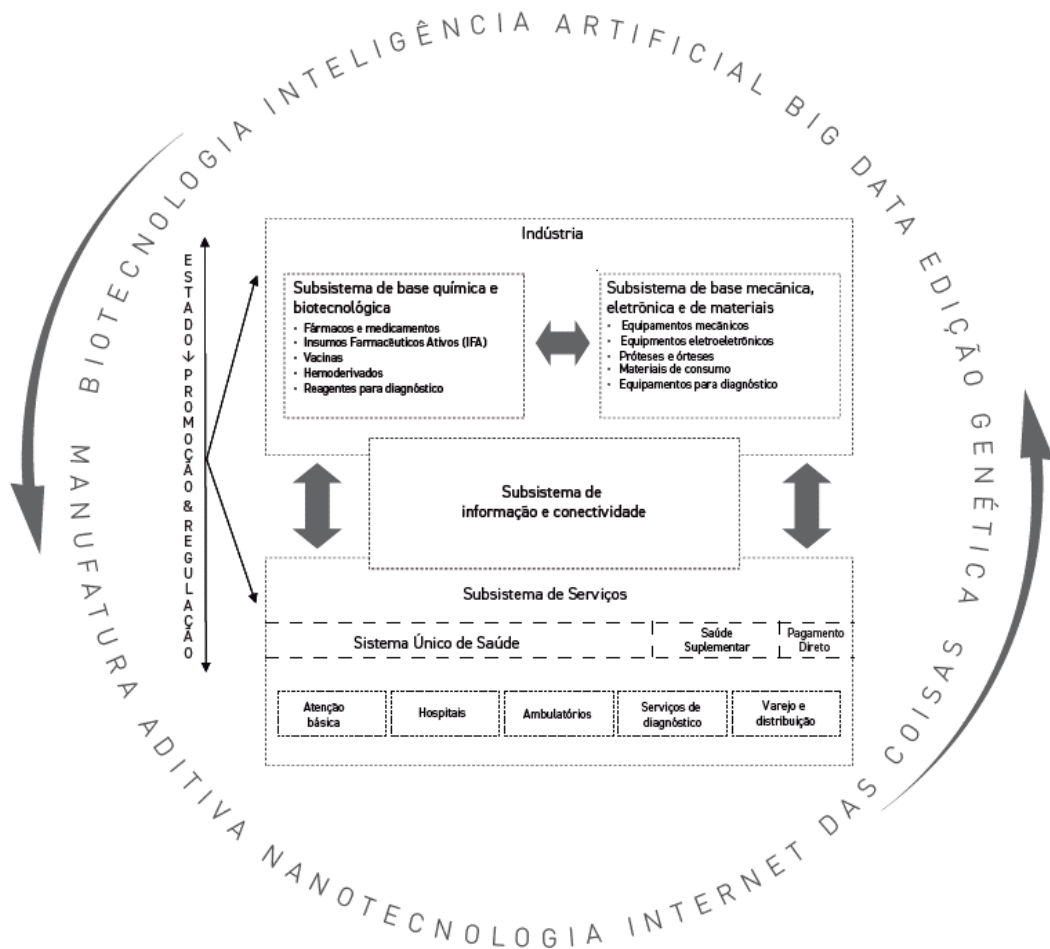 BIOTECNOLOGIA INTELIGÊNCIA ARTIFICIAL BIG DATA EDIÇÃO GENÉTICA
MANUFATURA ADITIVA NANOTECNOLOGIA INTERNET DAS COISAS
ESTADO → PROMOÇÃO & REGULAÇÃO
Indústria
Subsistema de base química e
biotecnológica
• Fármacos e medicamentos
• Insumos Farmacêuticos Ativos (IFA)
• Vacinas
• Hemoderivados
• Reagentes para diagnóstico
Subsistema de base mecânica,
eletrônica e de materiais
• Equipamentos mecânicos
• Equipmentos eletroeletrônicos
• Próteses e órteses
• Materiais de consumo
• Equipamentos para diagnóstico
Subsistema de
informação e conectividade
Subsistema de Serviços
Sistema Único de Saúde
Saúde
Suplementar
Pagamento
Direto
Atenção
básica
Hospitais
Ambulatórios
Serviços de
diagnóstico
Varejo e
distribuição